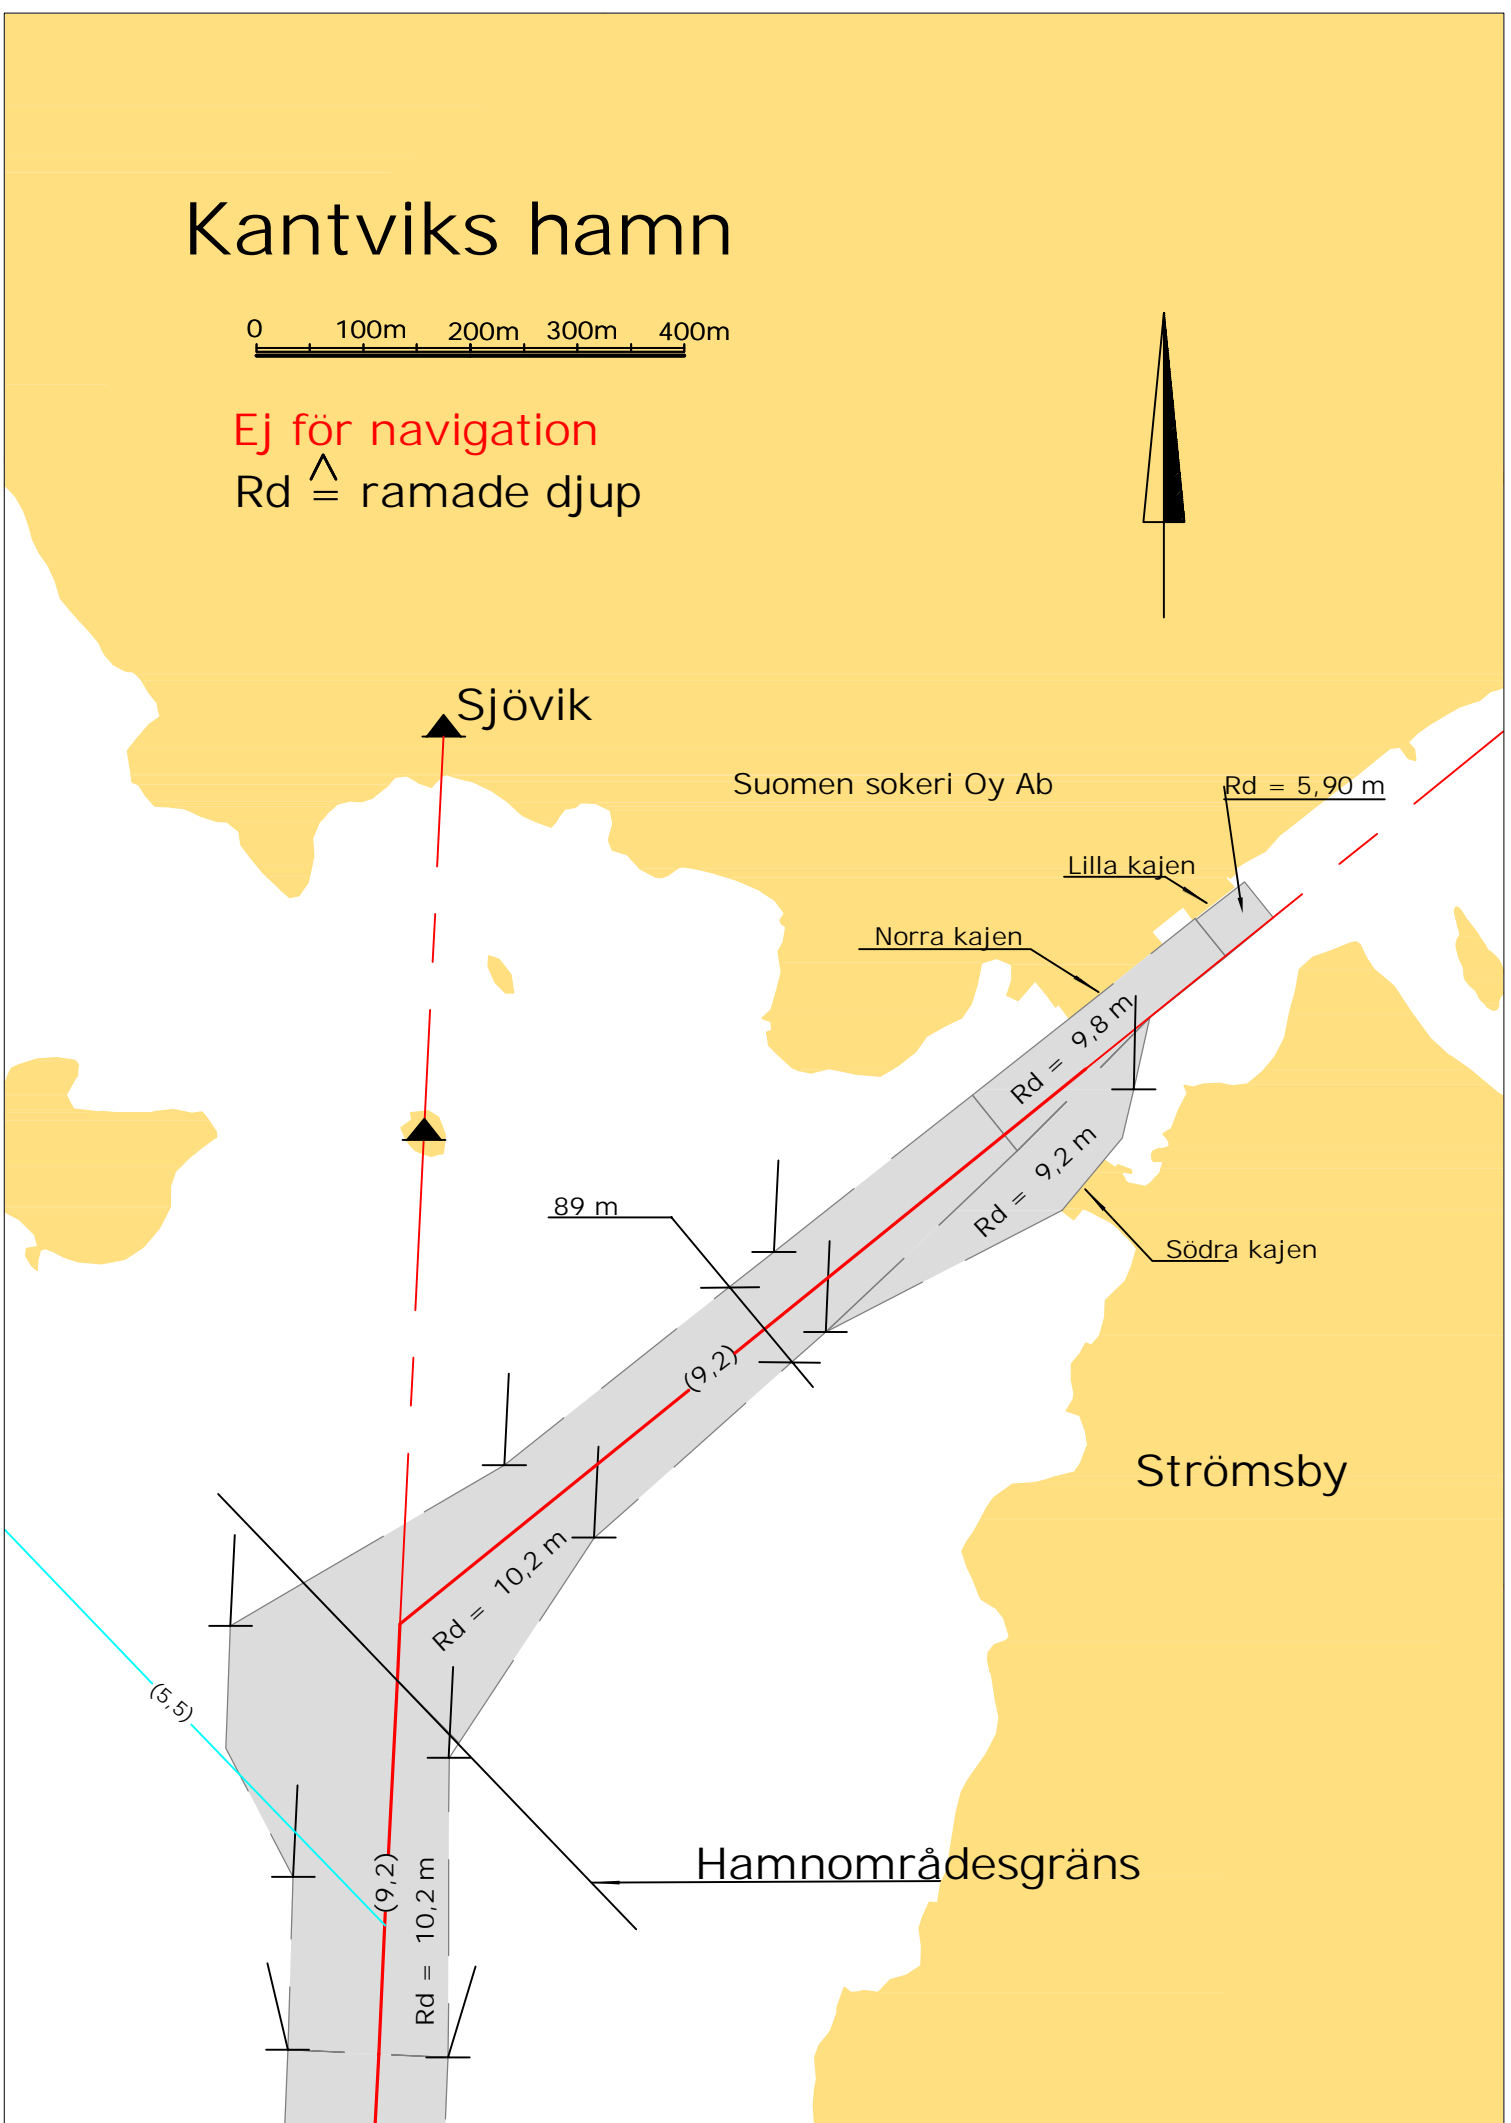 Kantviks hamn
0 100m 200m 300m 400m
Ej för navigation
Rd ≙ ramade djup
Sjövik
Suomen sokeri Oy Ab
Rd = 5,90 m
Lilla kajen
Norra kajen
Rd = 9,8 m
Rd = 9,2 m
89 m
Södra kajen
(9,2)
Strömsby
Rd = 10,2 m
(5,5)
Hamnområdesgräns
(9,2)
Rd = 10,2 m